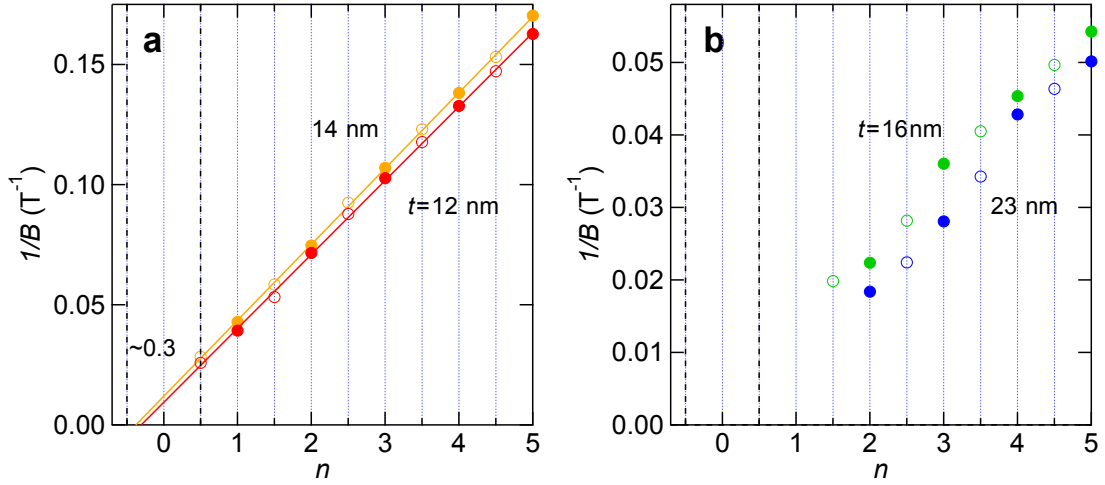 a
0.15
0.10
0.05
0.00
1/B (T⁻¹)
14 nm
t=12 nm
~0.3
0 1 2 3 4 5
n
b
0.05
0.04
0.03
0.02
0.01
0.00
1/B (T⁻¹)
t=16nm
23 nm
0 1 2 3 4 5
n